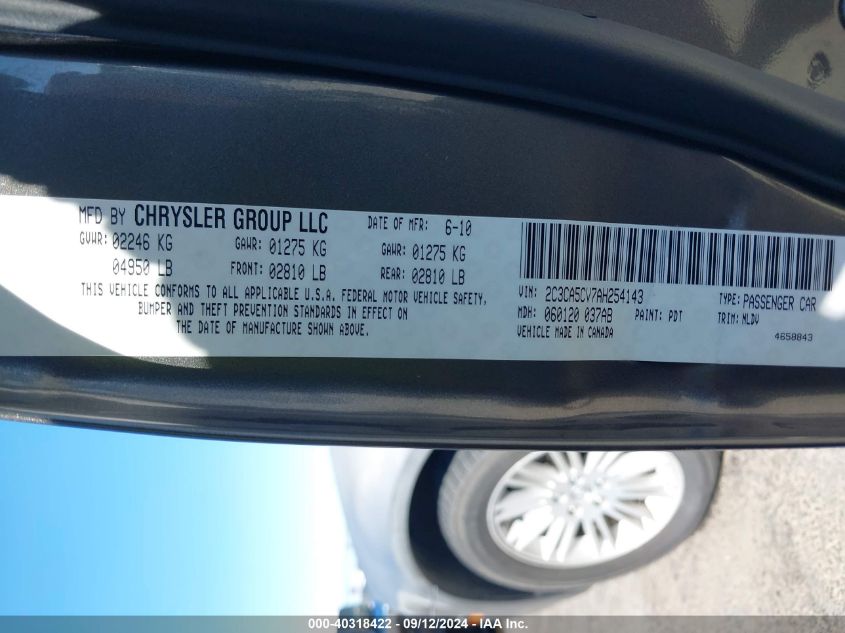 MFD BY CHRYSLER GROUP LLC DATE OF MFR: 6-10
GVWR: 02246 KG GAWR: 01275 KG GAWR: 01275 KG
04950 LB FRONT: 02810 LB REAR: 02810 LB
THIS VEHICLE CONFORMS TO ALL APPLICABLE U.S.A. FEDERAL MOTOR VEHICLE SAFETY,
BUMPER AND THEFT PREVENTION STANDARDS IN EFFECT ON
THE DATE OF MANUFACTURE SHOWN ABOVE.
VIN: 2C3CA5CV7AH254143 TYPE: PASSENGER CAR
MDH: 060120 037AB PAINT: PDT TRIM: NLDV
VEHICLE MADE IN CANADA 4658843
000-40318422 - 09/12/2024 - IAA Inc.